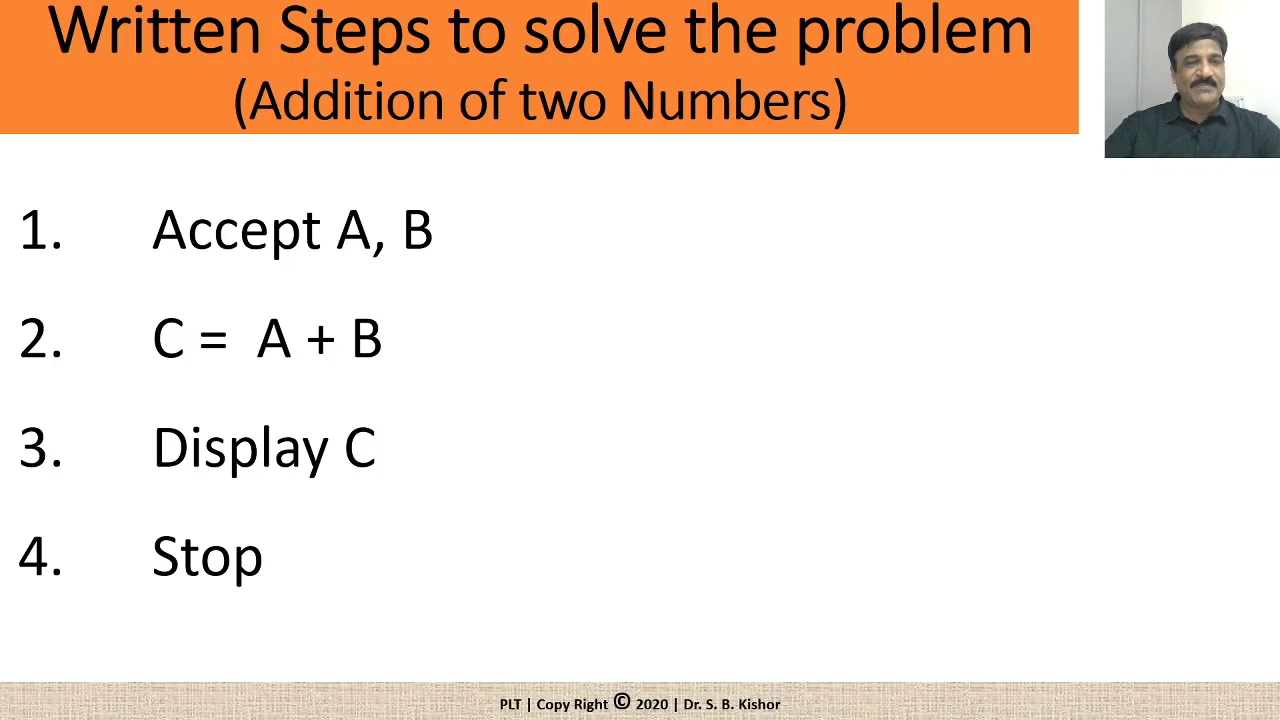 Written Steps to solve the problem
(Addition of two Numbers)
1. Accept A, B
2. C = A + B
3. Display C
4. Stop
PLT | Copy Right © 2020 | Dr. S. B. Kishor